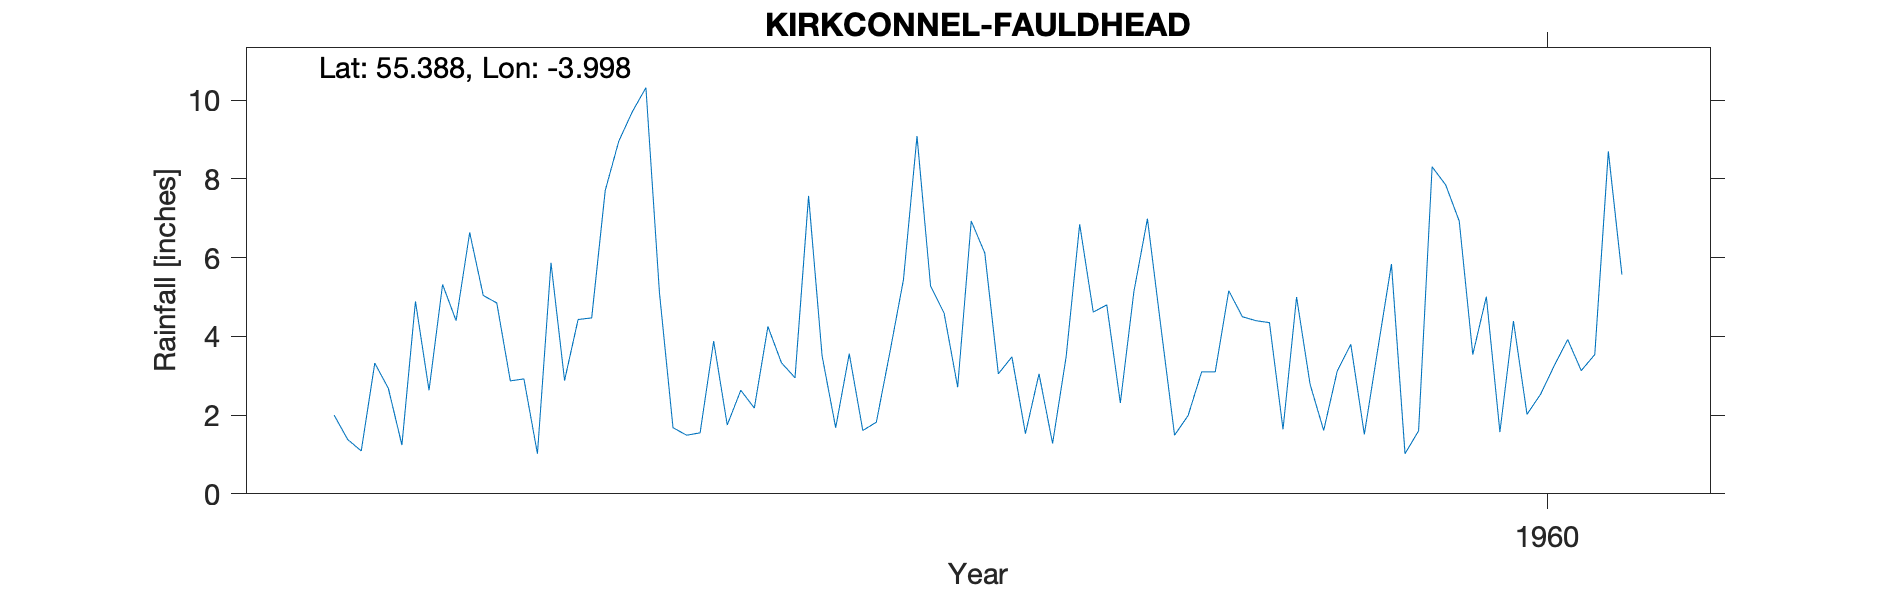 KIRKCONNEL-FAULDHEAD
Lat: 55.388, Lon: -3.998
10
8
6
4
2
0
Rainfall [inches]
1960
Year